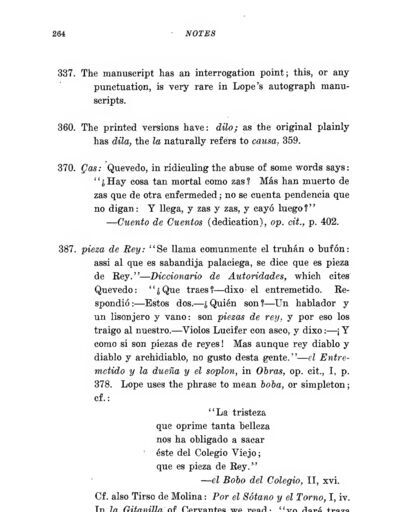 264 NOTES
337. The manuscript has an interrogation point; this, or any
punctuation, is very rare in Lope's autograph manu-
scripts.
360. The printed versions have: dilo; as the original plainly
has dila, the la naturally refers to causa, 359.
370. Ças: Quevedo, in ridiculing the abuse of some words says:
"¿Hay cosa tan mortal como zas? Más han muerto de
zas que de otra enfermedad; no se cuenta pendencia que
no digan: Y llega, y zas y zas, y cayó luego?"
—Cuento de Cuentos (dedication), op. cit., p. 402.
387. pieza de Rey: "Se llama comunmente el truhán o bufón:
assi al que es sabandija palaciega, se dice que es pieza
de Rey."—Diccionario de Autoridades, which cites
Quevedo: "¿Que traes?—dixo el entremetido. Re-
spondió:—Estos dos.—¿Quién son?—Un hablador y
un lisonjero y vano: son piezas de rey, y por eso los
traigo al nuestro.—Violos Lucifer con asco, y dixo:—¡Y
como si son piezas de reyes! Mas aunque rey diablo y
diablo y archidiablo, no gusto desta gente."—el Entre-
metido y la dueña y el soplon, in Obras, op. cit., I, p.
378. Lope uses the phrase to mean boba, or simpleton;
cf.:
"La tristeza
que oprime tanta belleza
nos ha obligado a sacar
éste del Colegio Viejo;
que es pieza de Rey."
—el Bobo del Colegio, II, xvi.
Cf. also Tirso de Molina: Por el Sótano y el Torno, I, iv.
In la Gitanilla of Cervantes we read: "yo daré traza